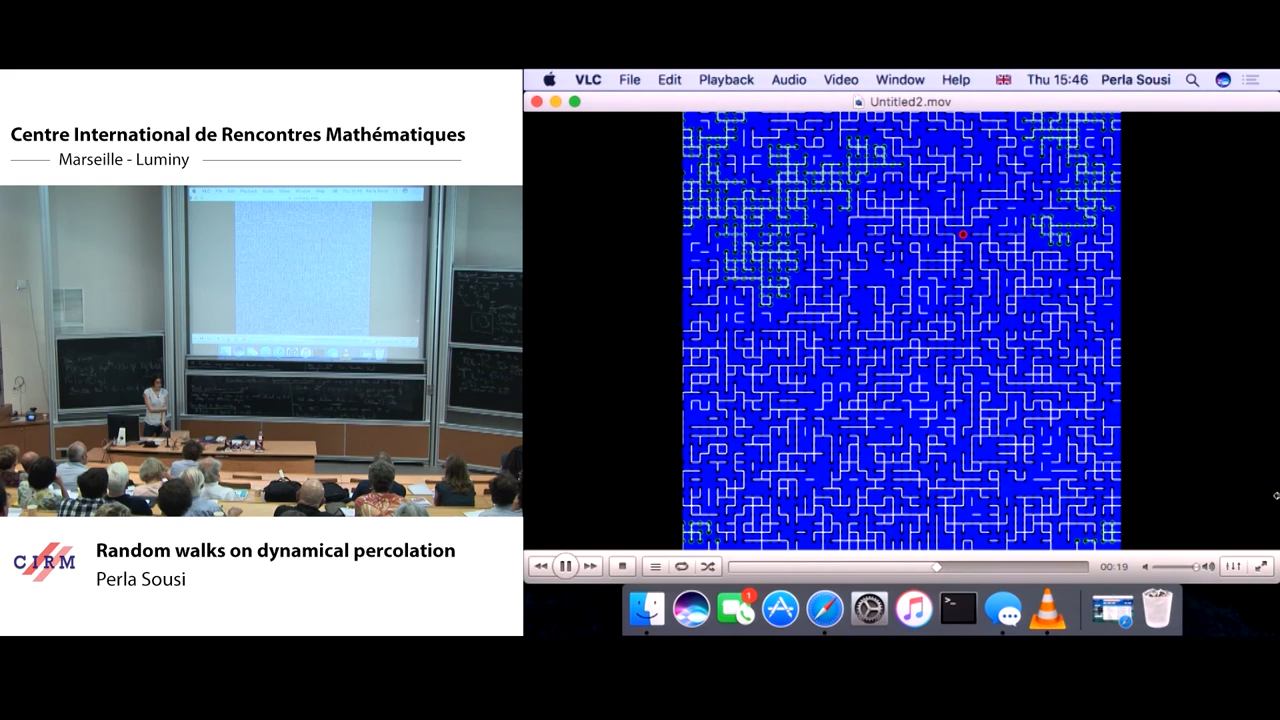 Centre International de Rencontres Mathématiques
Marseille - Luminy
CIRM
Random walks on dynamical percolation
Perla Sousi
VLC File Edit Playback Audio Video Window Help Thu 15:46 Perla Sousi
Untitled2.mov
00:19
1
>_